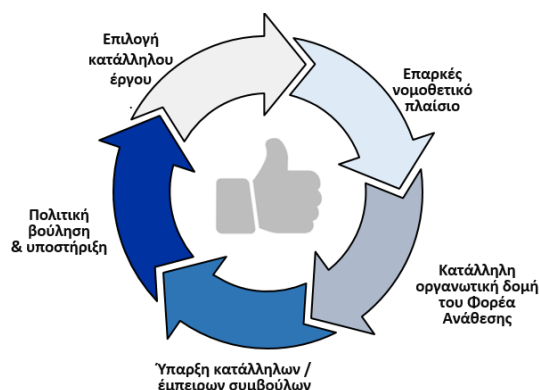 Επιλογή
κατάλληλου
έργου
Επαρκές
νομοθετικό
πλαίσιο
Κατάλληλη
οργανωτική δομή
του Φορέα
Ανάθεσης
Ύπαρξη κατάλληλων /
έμπειρων συμβούλων
Πολιτική
βούληση
& υποστήριξη